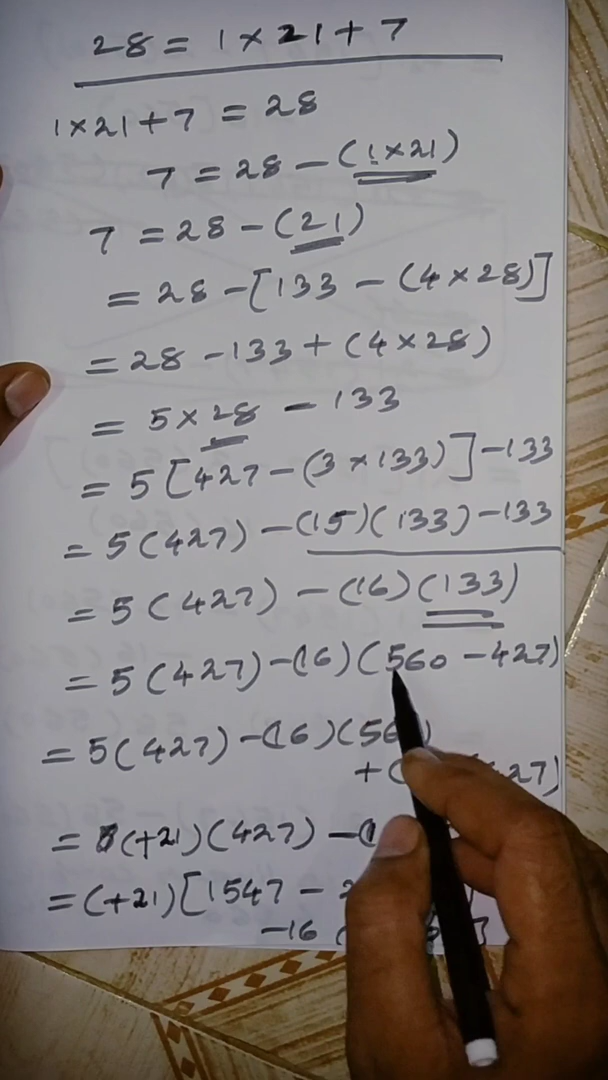 28 = 1 × 21 + 7
1×21+7 = 28
7 = 28 - (1×21)
7 = 28 - (21)
= 28 - [133 - (4×28)]
= 28 - 133 + (4×28)
= 5×28 - 133
= 5 [427 - (3×133)] - 133
= 5(427) - (15)(133) - 133
= 5(427) - (16)(133)
= 5(427) - (16)(560 - 427)
= 5(427) - (16)(56
+ ( 27)
= (+21)(427) - (
= (+21)[1547 -
-16